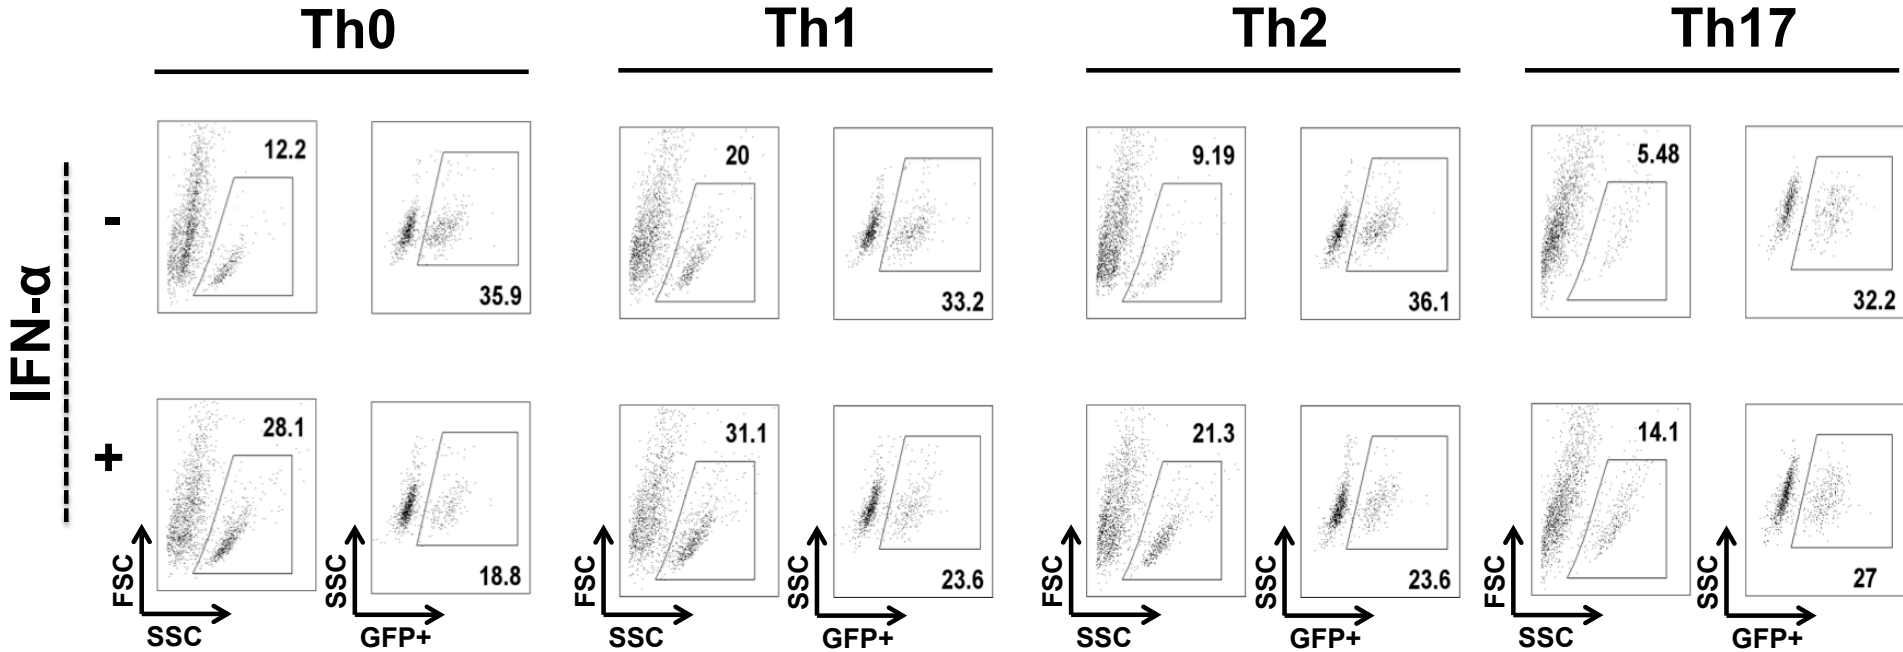 Th0 Th1 Th2 Th17
IFN-α
-
12.2 35.9 20 33.2 9.19 36.1 5.48 32.2
+
28.1 18.8 31.1 23.6 21.3 23.6 14.1 27
FSC SSC FSC SSC FSC SSC FSC SSC
SSC GFP+ SSC GFP+ SSC GFP+ SSC GFP+